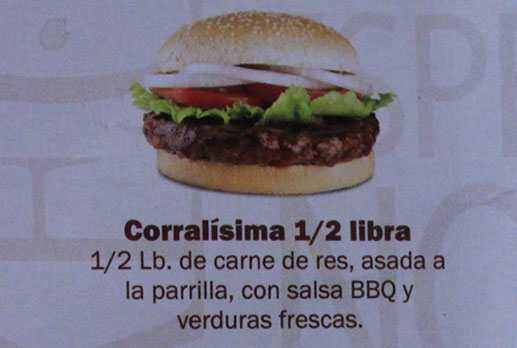 Corralísima 1/2 libra
1/2 Lb. de carne de res, asada a
la parrilla, con salsa BBQ y
verduras frescas.